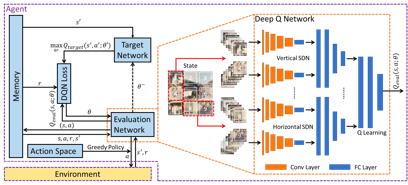 Agent
s'
max Q_Target(s', a'; θ')
a'
Target
Network
Memory
r
DQN Loss
Q_eval(s, a; θ)
θ
θ⁻
(s, a)
Evaluation
Network
s, a, r, s'
Action Space
Greedy Policy
a
s', r
Environment
State
Deep Q Network
Vertical SDN
......
Horizontal SDN
Q Learning
Q_eval(s, a; θ)
Conv Layer
FC Layer